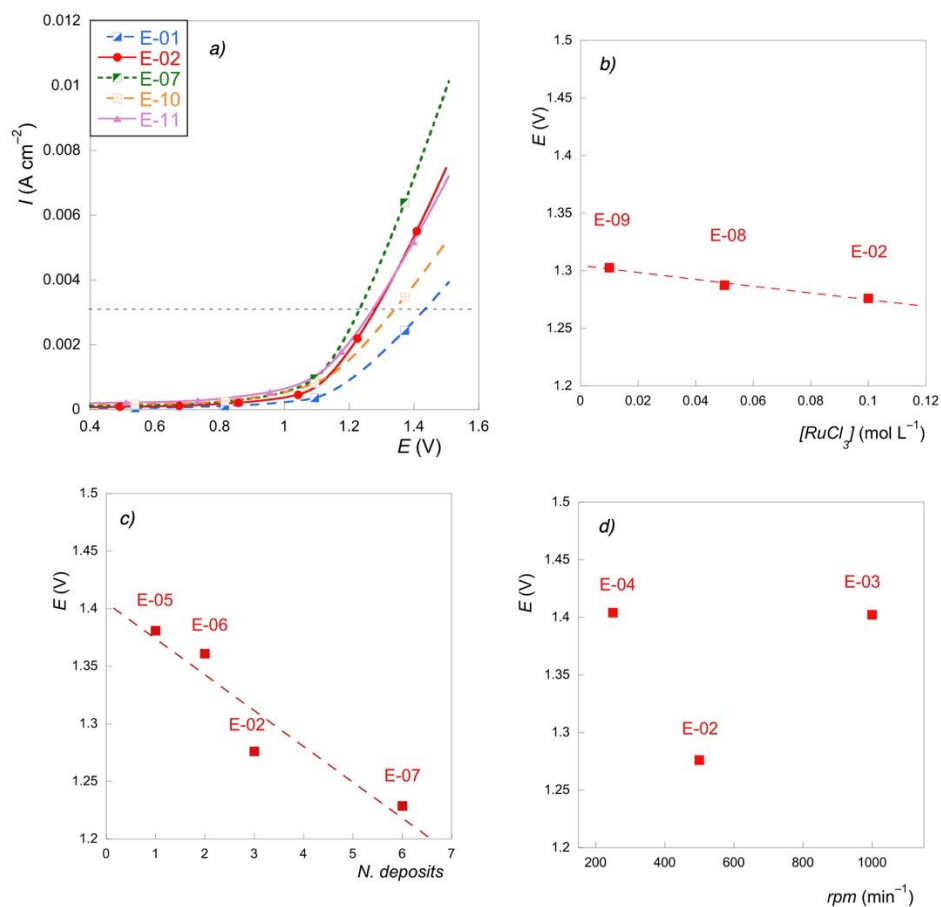 a)
E-01
E-02
E-07
E-10
E-11
0.012
0.01
0.008
0.006
0.004
0.002
0
I (A cm⁻²)
0.4 0.6 0.8 1 1.2 1.4 1.6
E (V)
b)
1.5
1.45
1.4
1.35
1.3
1.25
1.2
E (V)
E-09
E-08
E-02
0 0.02 0.04 0.06 0.08 0.1 0.12
[RuCl₃] (mol L⁻¹)
c)
1.5
1.45
1.4
1.35
1.3
1.25
1.2
E (V)
E-05
E-06
E-02
E-07
0 1 2 3 4 5 6 7
N. deposits
d)
1.5
1.45
1.4
1.35
1.3
1.25
1.2
E (V)
E-04
E-03
E-02
200 400 600 800 1000
rpm (min⁻¹)